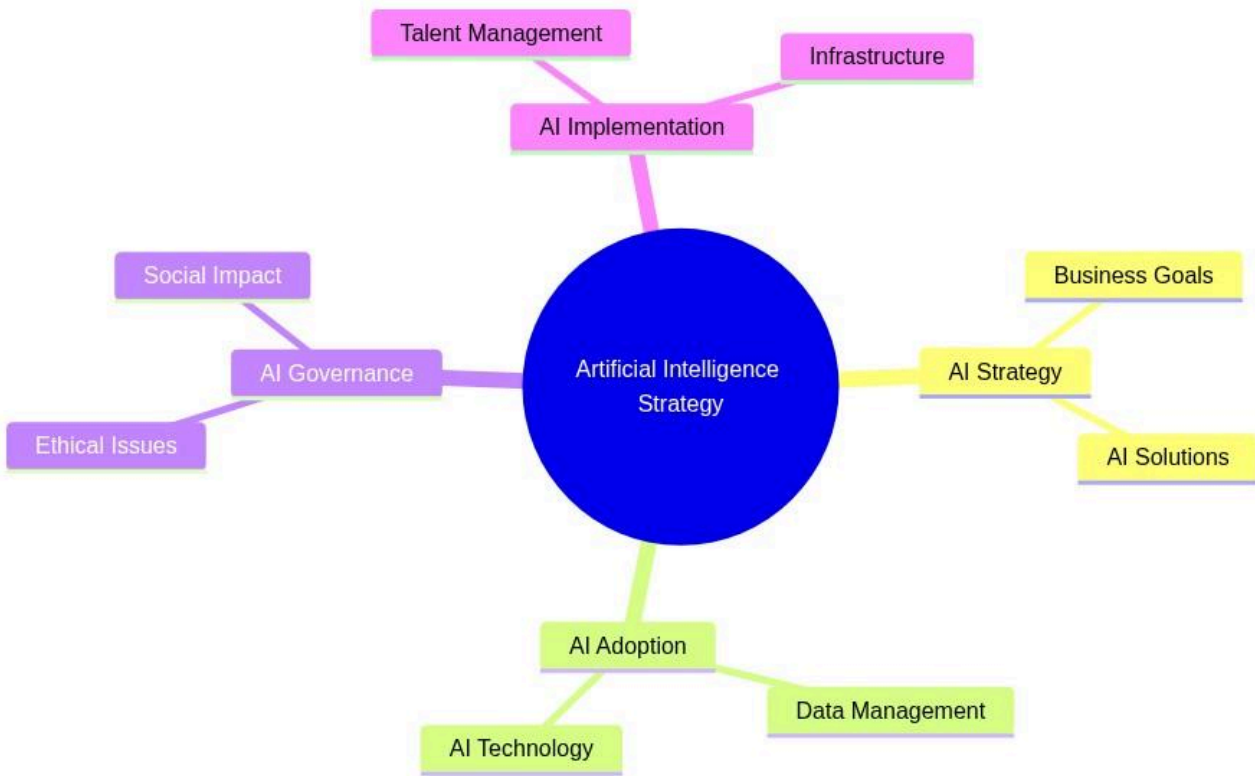 Talent Management
Infrastructure
AI Implementation
Social Impact
Business Goals
AI Governance
Artificial Intelligence
Strategy
AI Strategy
Ethical Issues
AI Solutions
AI Adoption
Data Management
AI Technology